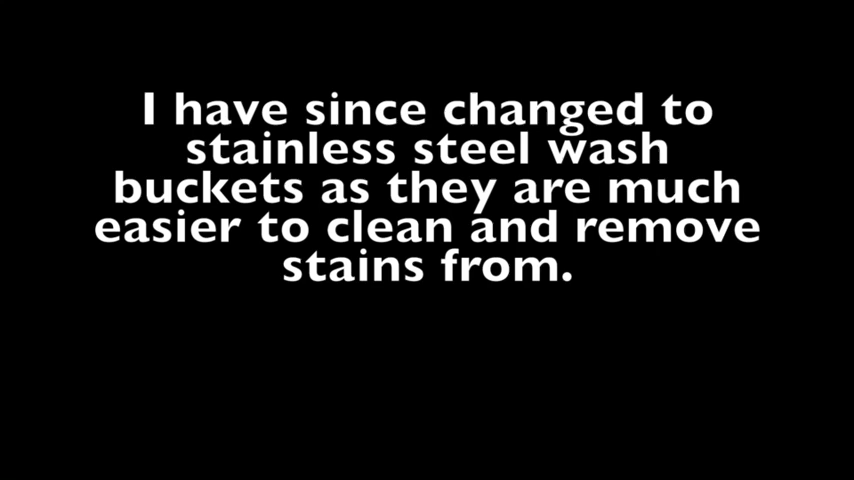 I have since changed to
stainless steel wash
buckets as they are much
easier to clean and remove
stains from.